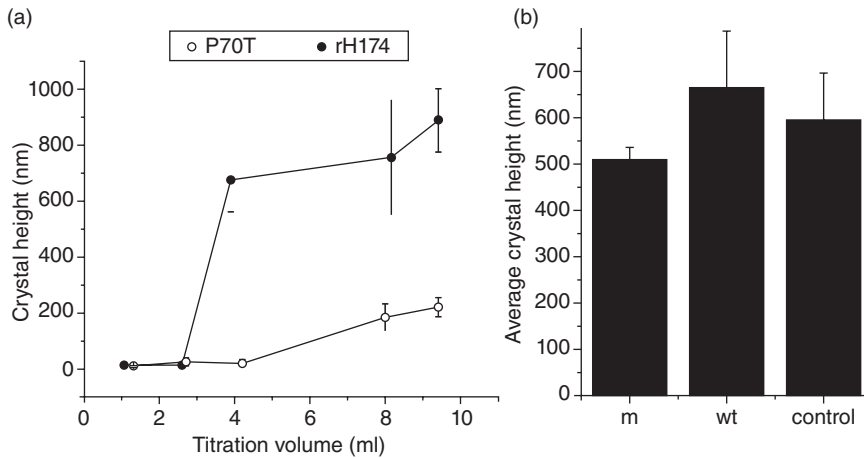 (a)
P70T
rH174
1000
800
600
400
200
0
Crystal height (nm)
0
2
4
6
8
10
Titration volume (ml)
(b)
700
600
500
400
300
200
600
0
Average crystal height (nm)
m
wt
control